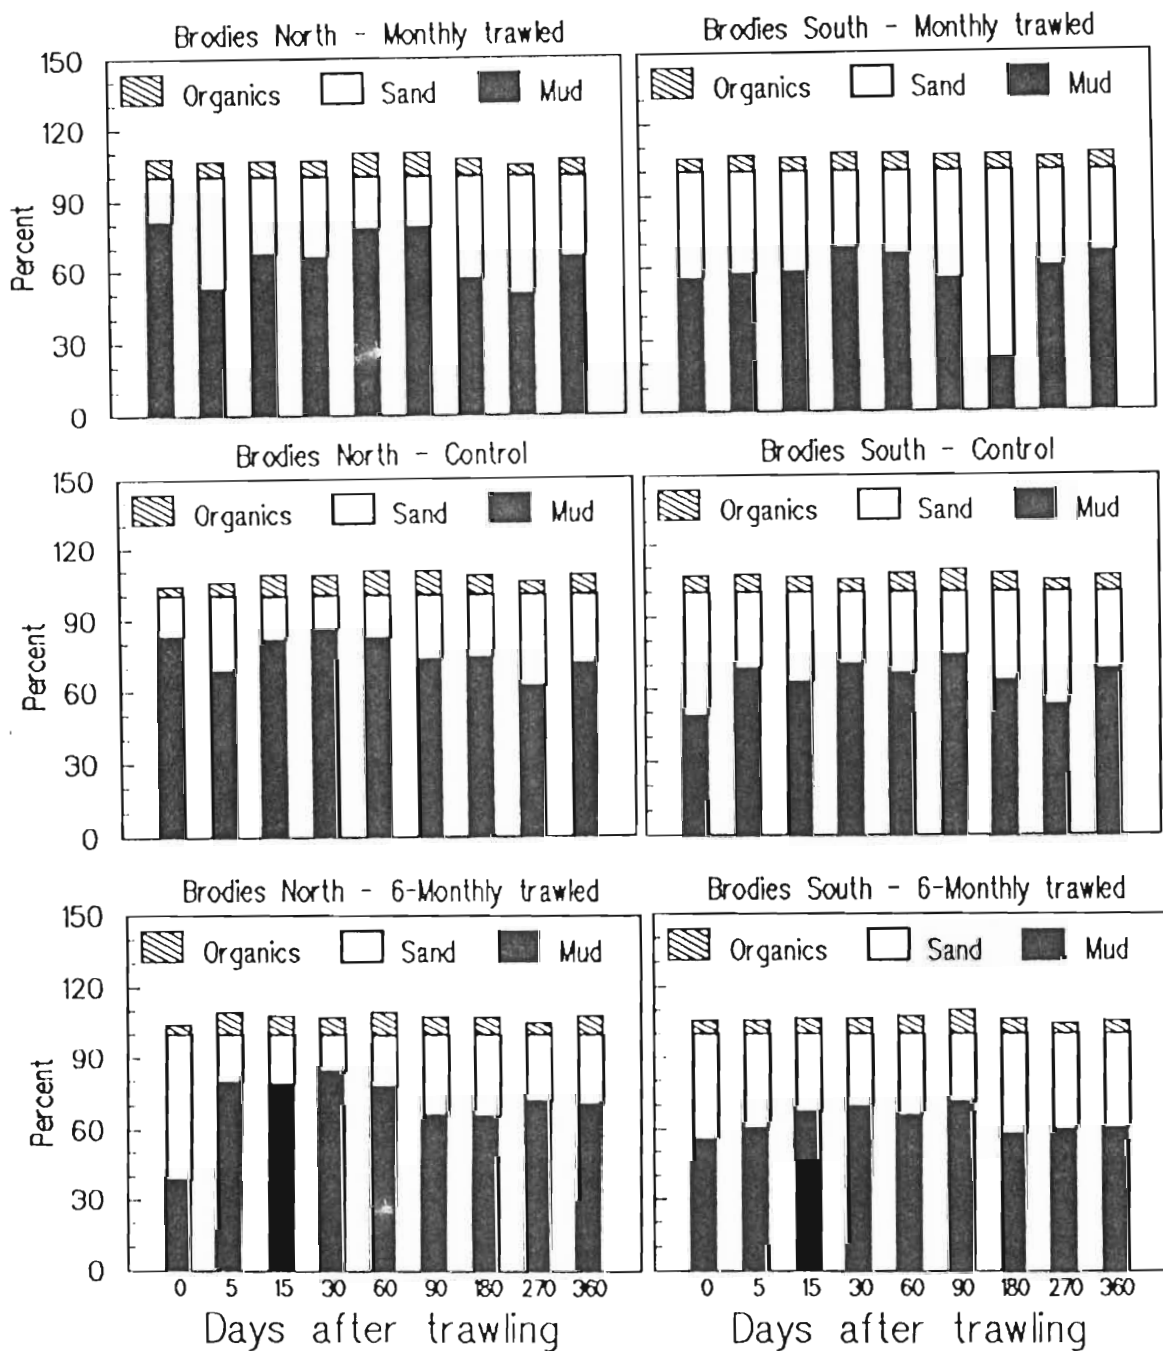 Brodies North - Monthly trawled
Brodies South - Monthly trawled
150
Organics Sand Mud
Organics Sand Mud
120
90
60
30
0
Percent
Brodies North - Control
Brodies South - Control
150
Organics Sand Mud
Organics Sand Mud
120
90
60
30
0
Percent
Brodies North - 6-Monthly trawled
Brodies South - 6-Monthly trawled
150
Organics Sand Mud
Organics Sand Mud
120
90
60
30
0
Percent
0 5 15 30 60 90 180 270 360
0 5 15 30 60 90 180 270 360
Days after trawling
Days after trawling